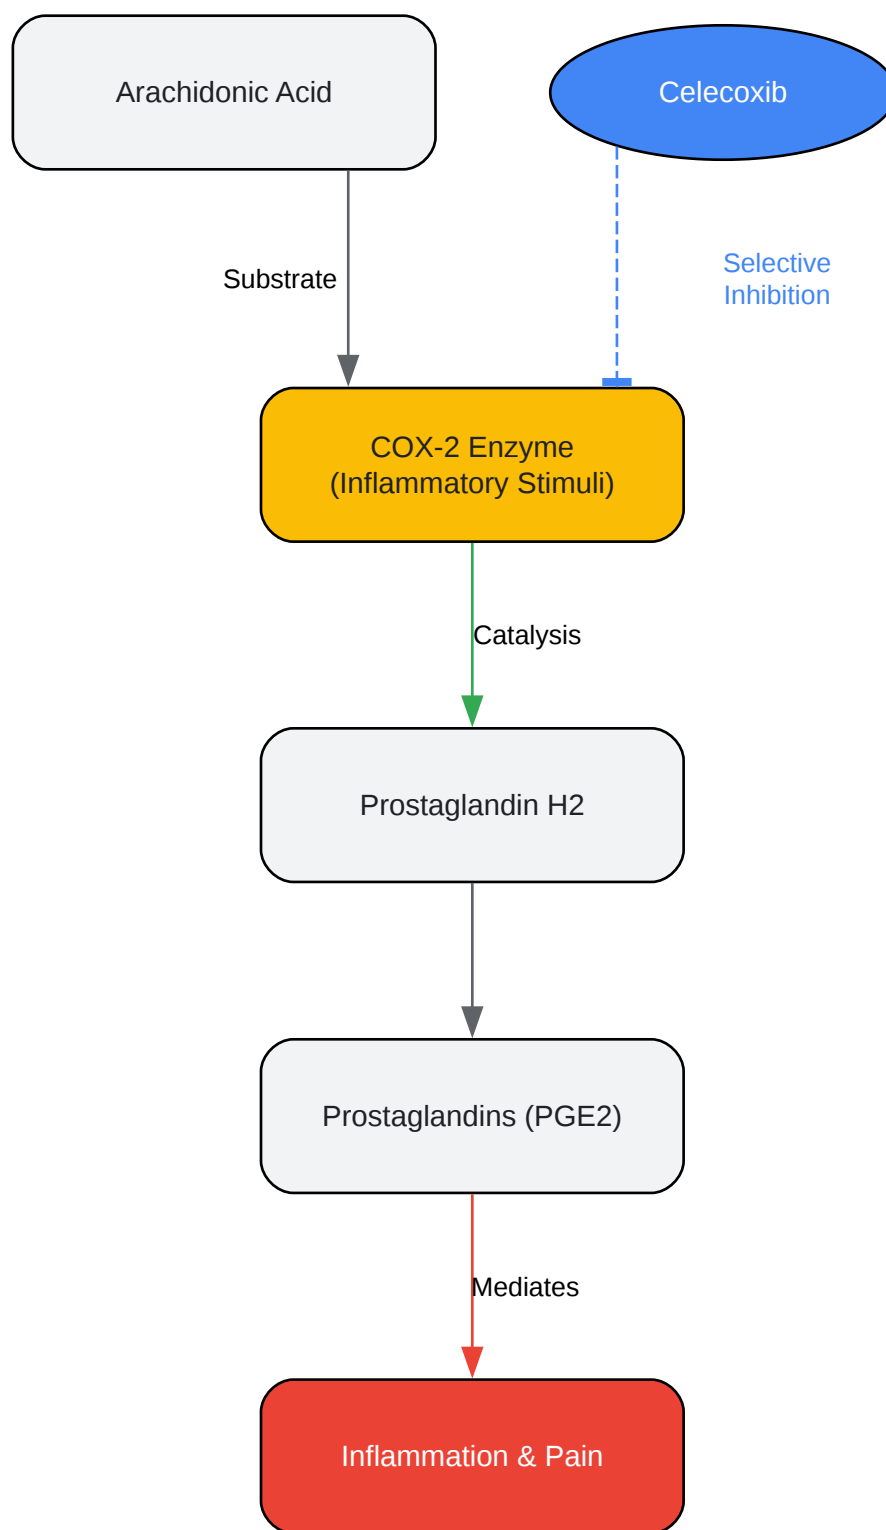 Arachidonic Acid
Celecoxib
Substrate
Selective
Inhibition
COX-2 Enzyme
(Inflammatory Stimuli)
Catalysis
Prostaglandin H2
Prostaglandins (PGE2)
Mediates
Inflammation & Pain